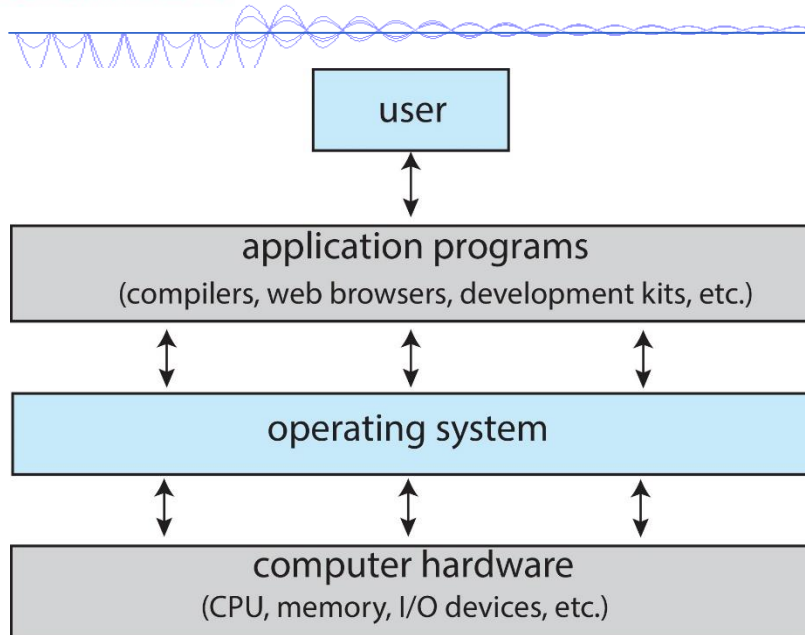 user
application programs
(compilers, web browsers, development kits, etc.)
operating system
computer hardware
(CPU, memory, I/O devices, etc.)